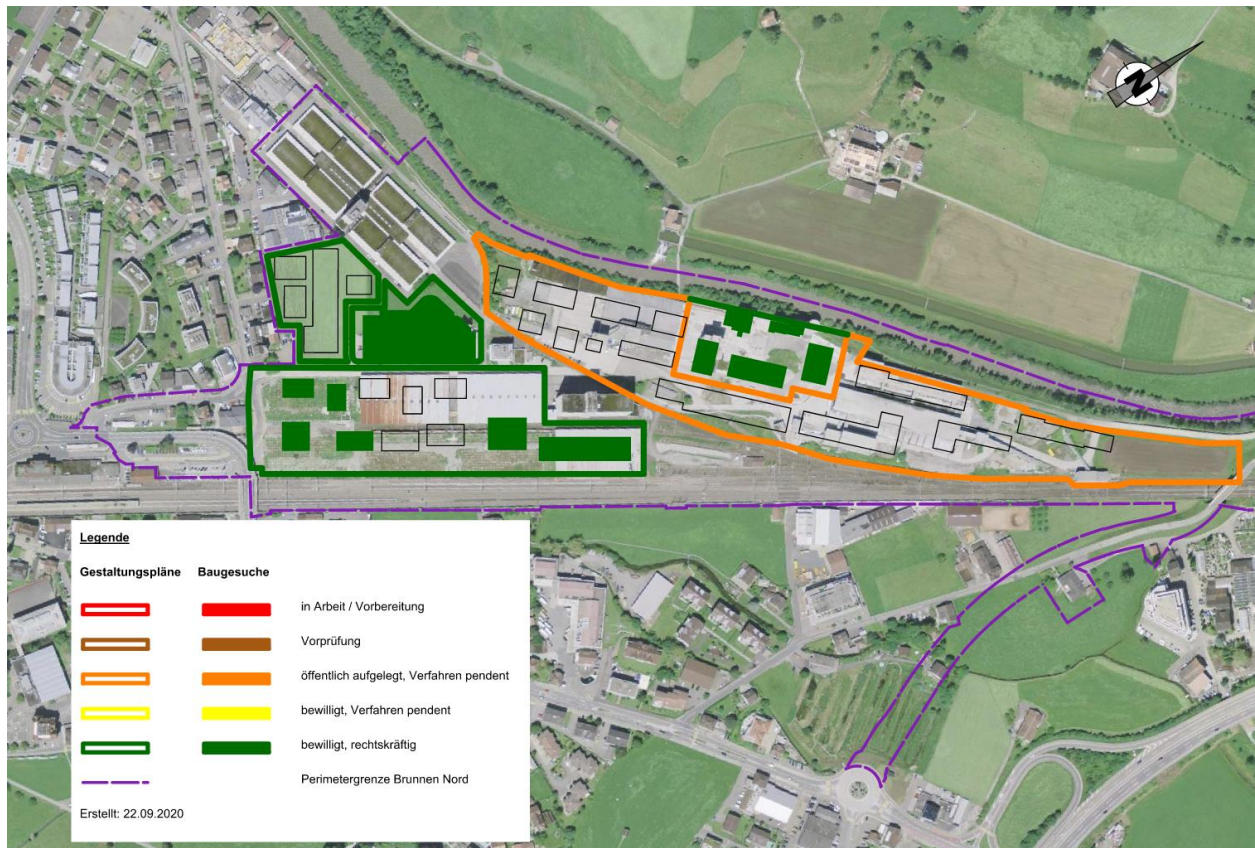 N
Legende
Gestaltungspläne Baugesuche
in Arbeit / Vorbereitung
Vorprüfung
öffentlich aufgelegt, Verfahren pendent
bewilligt, Verfahren pendent
bewilligt, rechtskräftig
Perimetergrenze Brunnen Nord
Erstellt: 22.09.2020